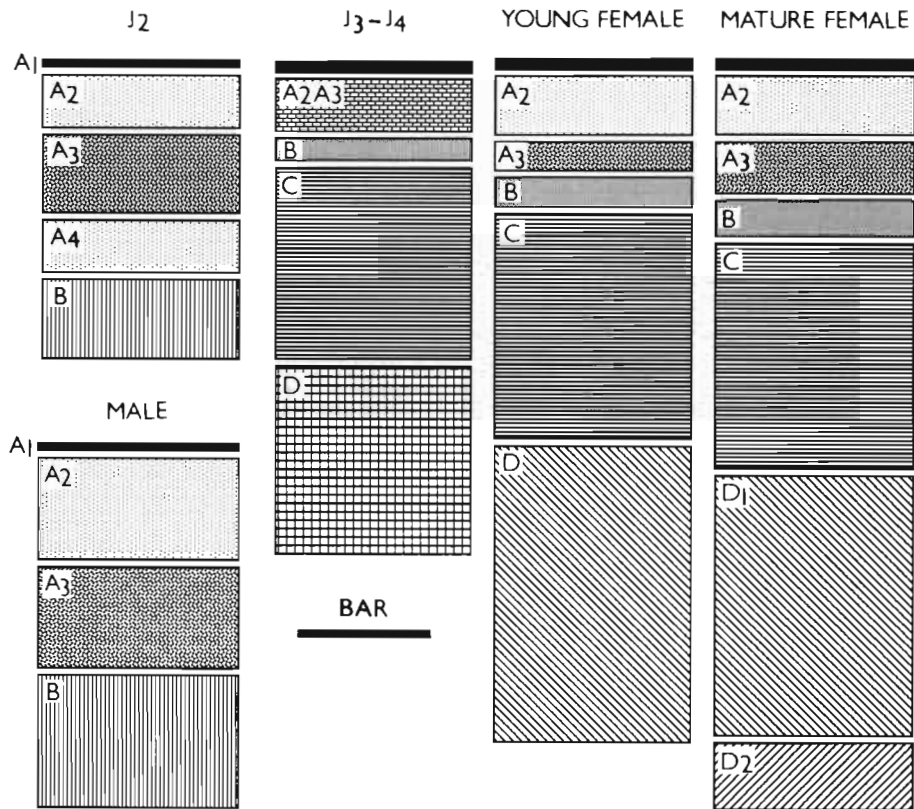 J2
A1
A2
A3
A4
B
MALE
A1
A2
A3
B
J3-J4
A2A3
B
C
D
BAR
YOUNG FEMALE
A2
A3
B
C
D
MATURE FEMALE
A2
A3
B
C
D1
D2